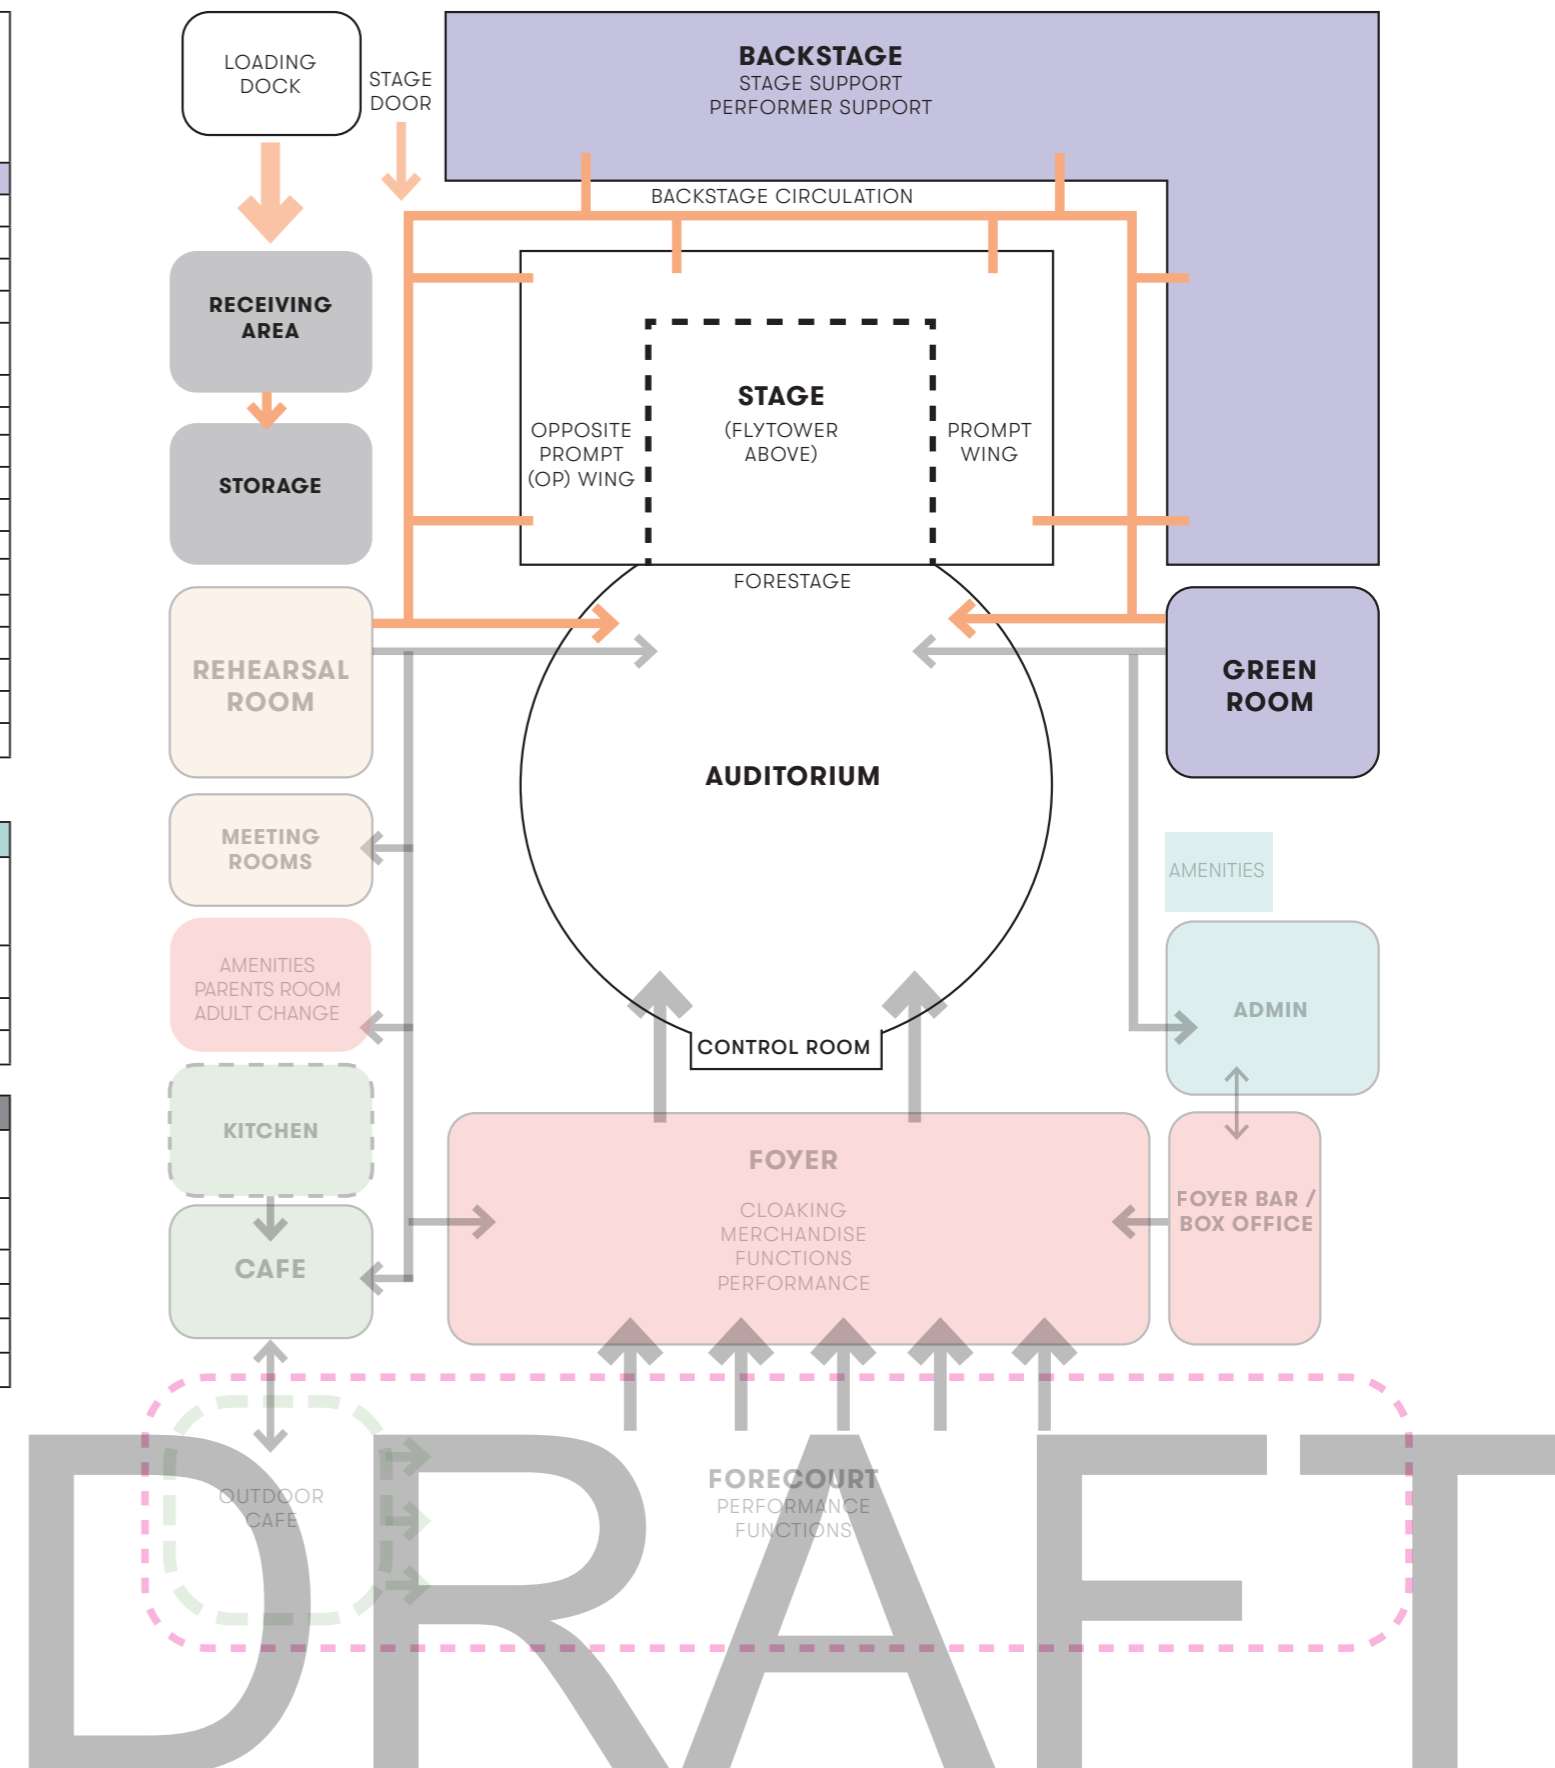 LOADING
DOCK
STAGE
DOOR
BACKSTAGE
STAGE SUPPORT
PERFORMER SUPPORT
BACKSTAGE CIRCULATION
RECEIVING
AREA
STORAGE
OPPOSITE
PROMPT
(OP) WING
STAGE
(FLYTOWER
ABOVE)
PROMPT
WING
FORESTAGE
REHEARSAL
ROOM
GREEN
ROOM
AUDITORIUM
MEETING
ROOMS
AMENITIES
AMENITIES
PARENTS ROOM
ADULT CHANGE
ADMIN
CONTROL ROOM
KITCHEN
FOYER
CLOAKING
MERCHANDISE
FUNCTIONS
PERFORMANCE
FOYER BAR /
BOX OFFICE
CAFE
OUTDOOR
CAFE
FORECOURT
PERFORMANCE
FUNCTIONS
DRAFT